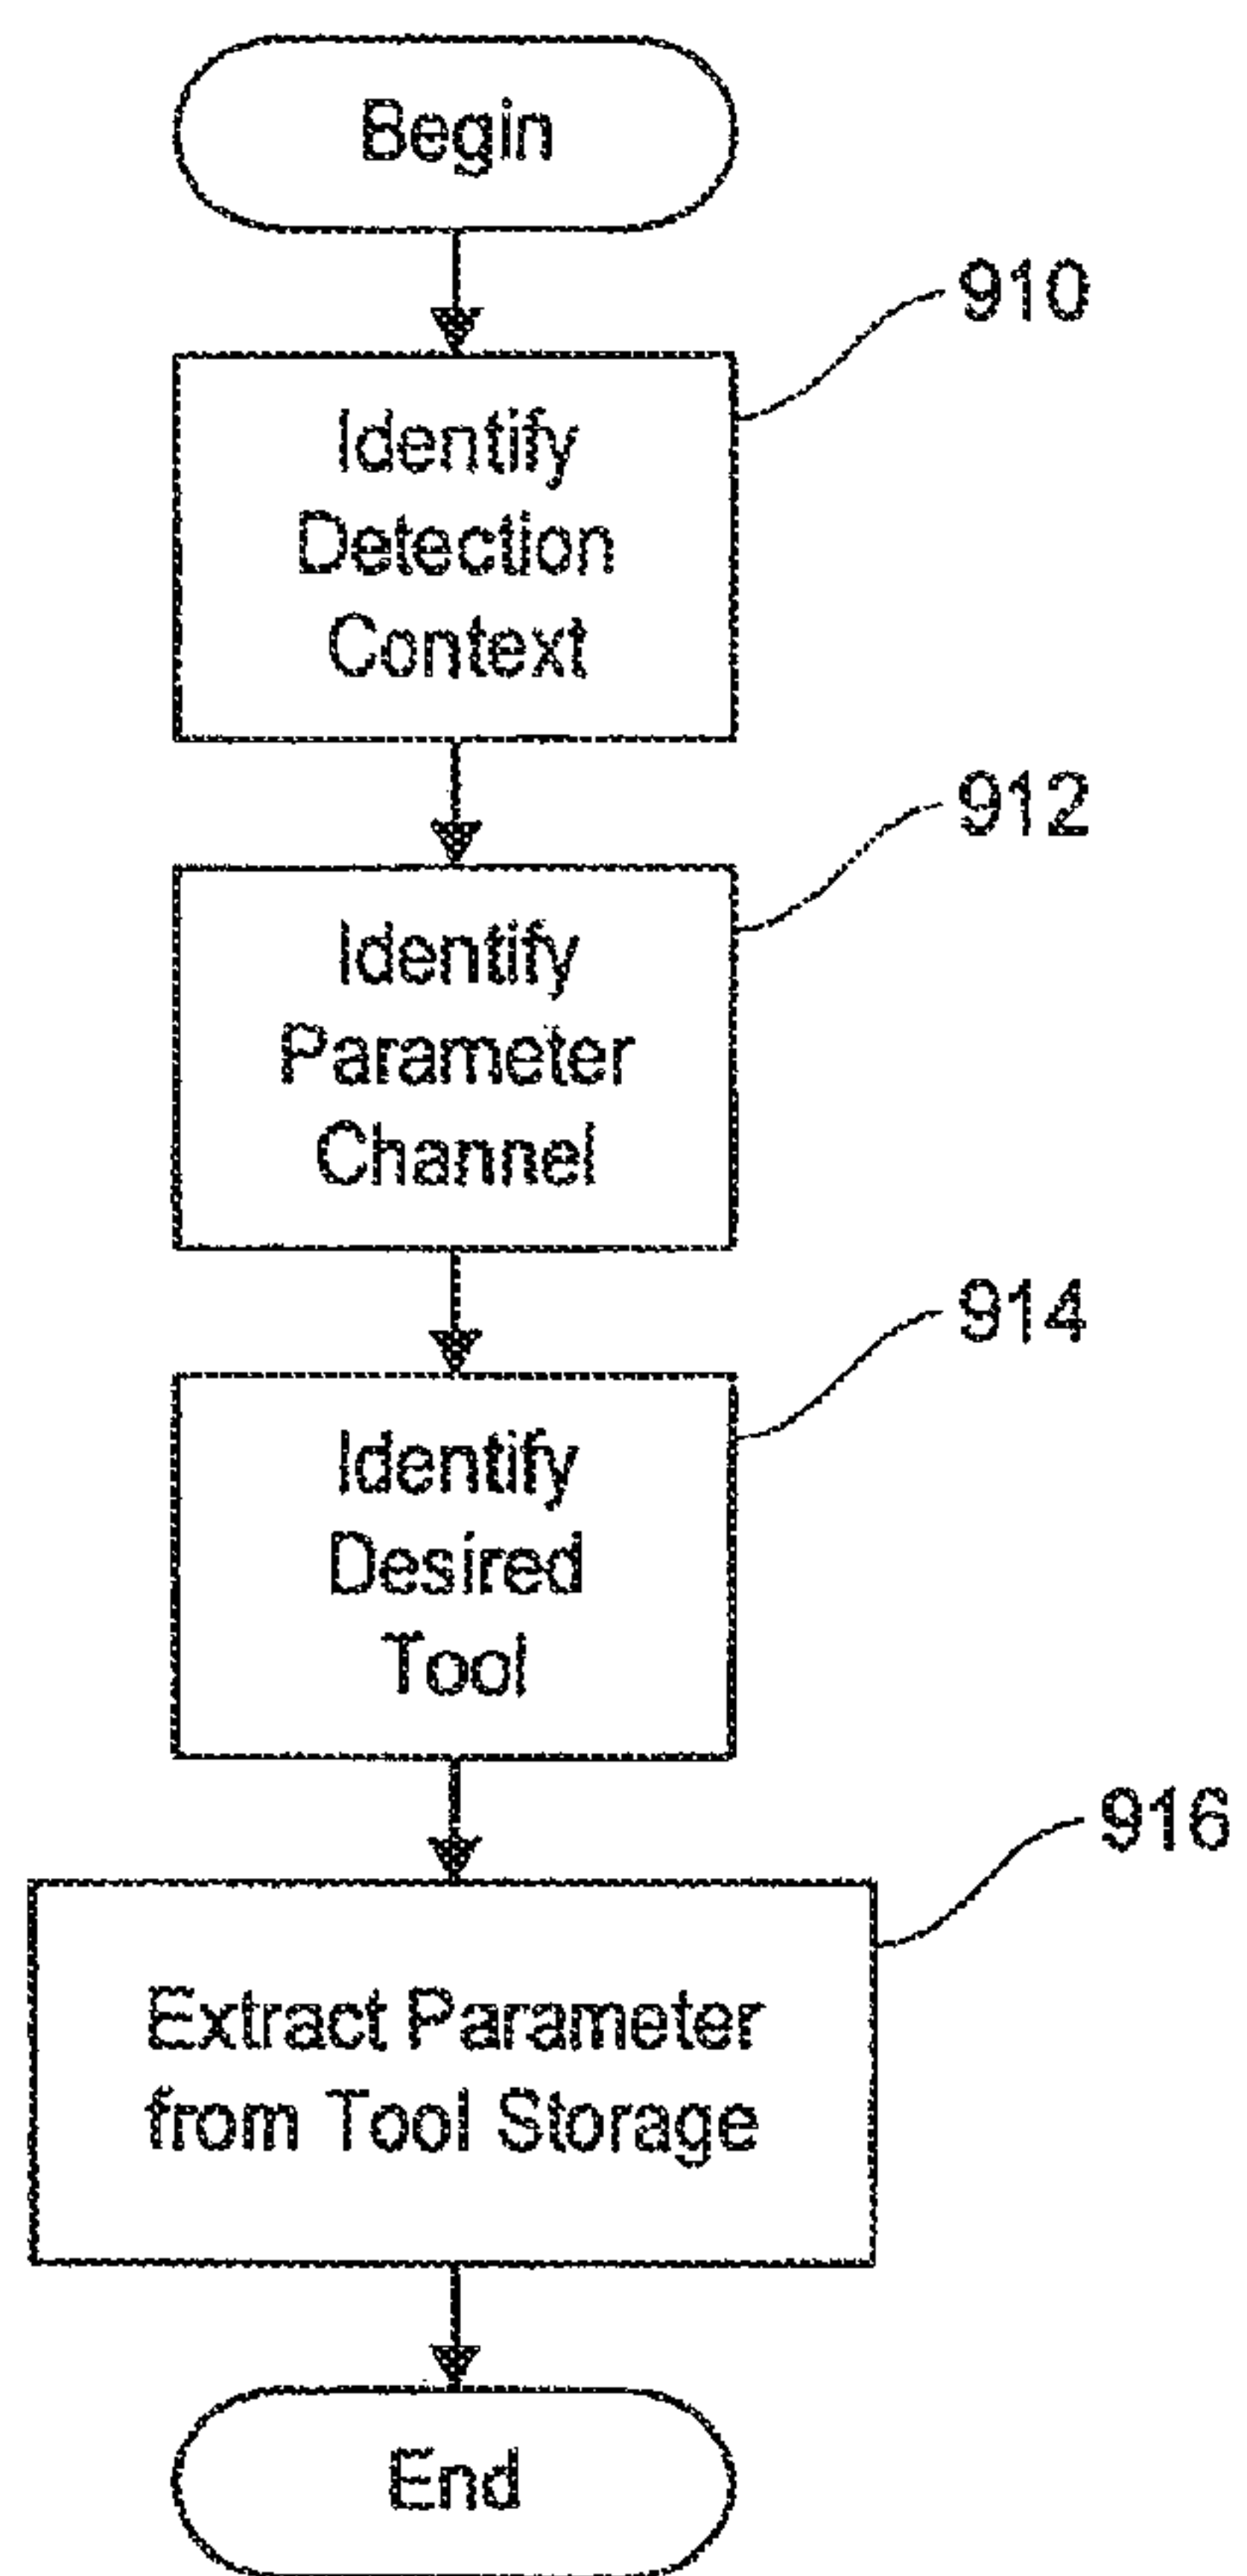 Begin
910
Identify
Detection
Context
912
Identify
Parameter
Channel
914
Identify
Desired
Tool
916
Extract Parameter
from Tool Storage
End